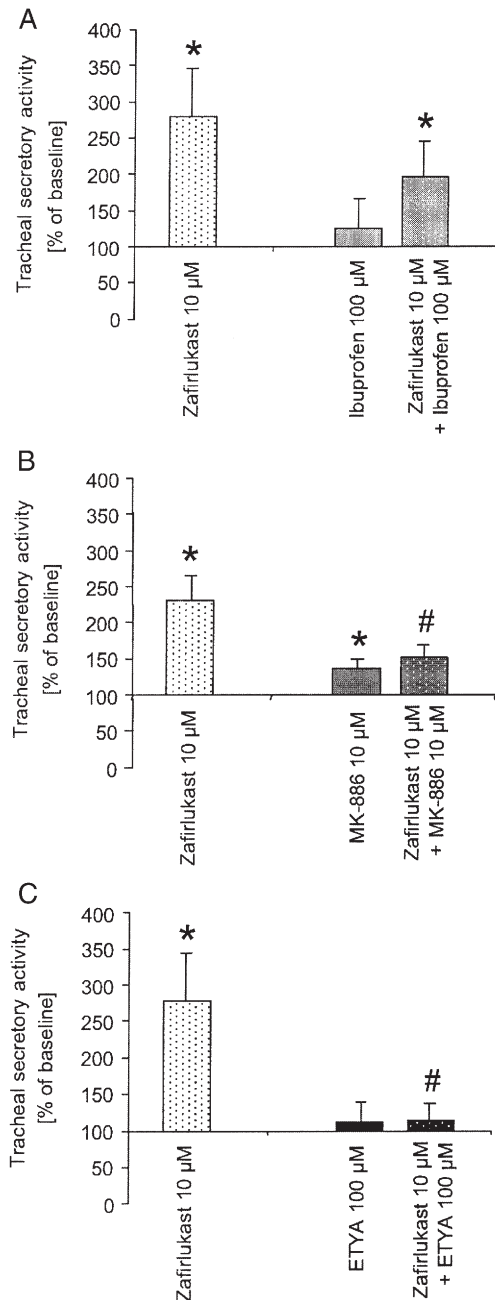 A
Tracheal secretory activity
[% of baseline]
400
350
300
250
200
150
100
50
0
*
*
Zafirlukast 10 µM
Ibuprofen 100 µM
Zafirlukast 10 µM
+ Ibuprofen 100 µM
B
Tracheal secretory activity
[% of baseline]
400
350
300
250
200
150
100
50
0
*
*
#
Zafirlukast 10 µM
MK-886 10 µM
Zafirlukast 10 µM
+ MK-886 10 µM
C
Tracheal secretory activity
[% of baseline]
400
350
300
250
200
150
100
50
0
*
#
Zafirlukast 10 µM
ETYA 100 µM
Zafirlukast 10 µM
+ ETYA 100 µM